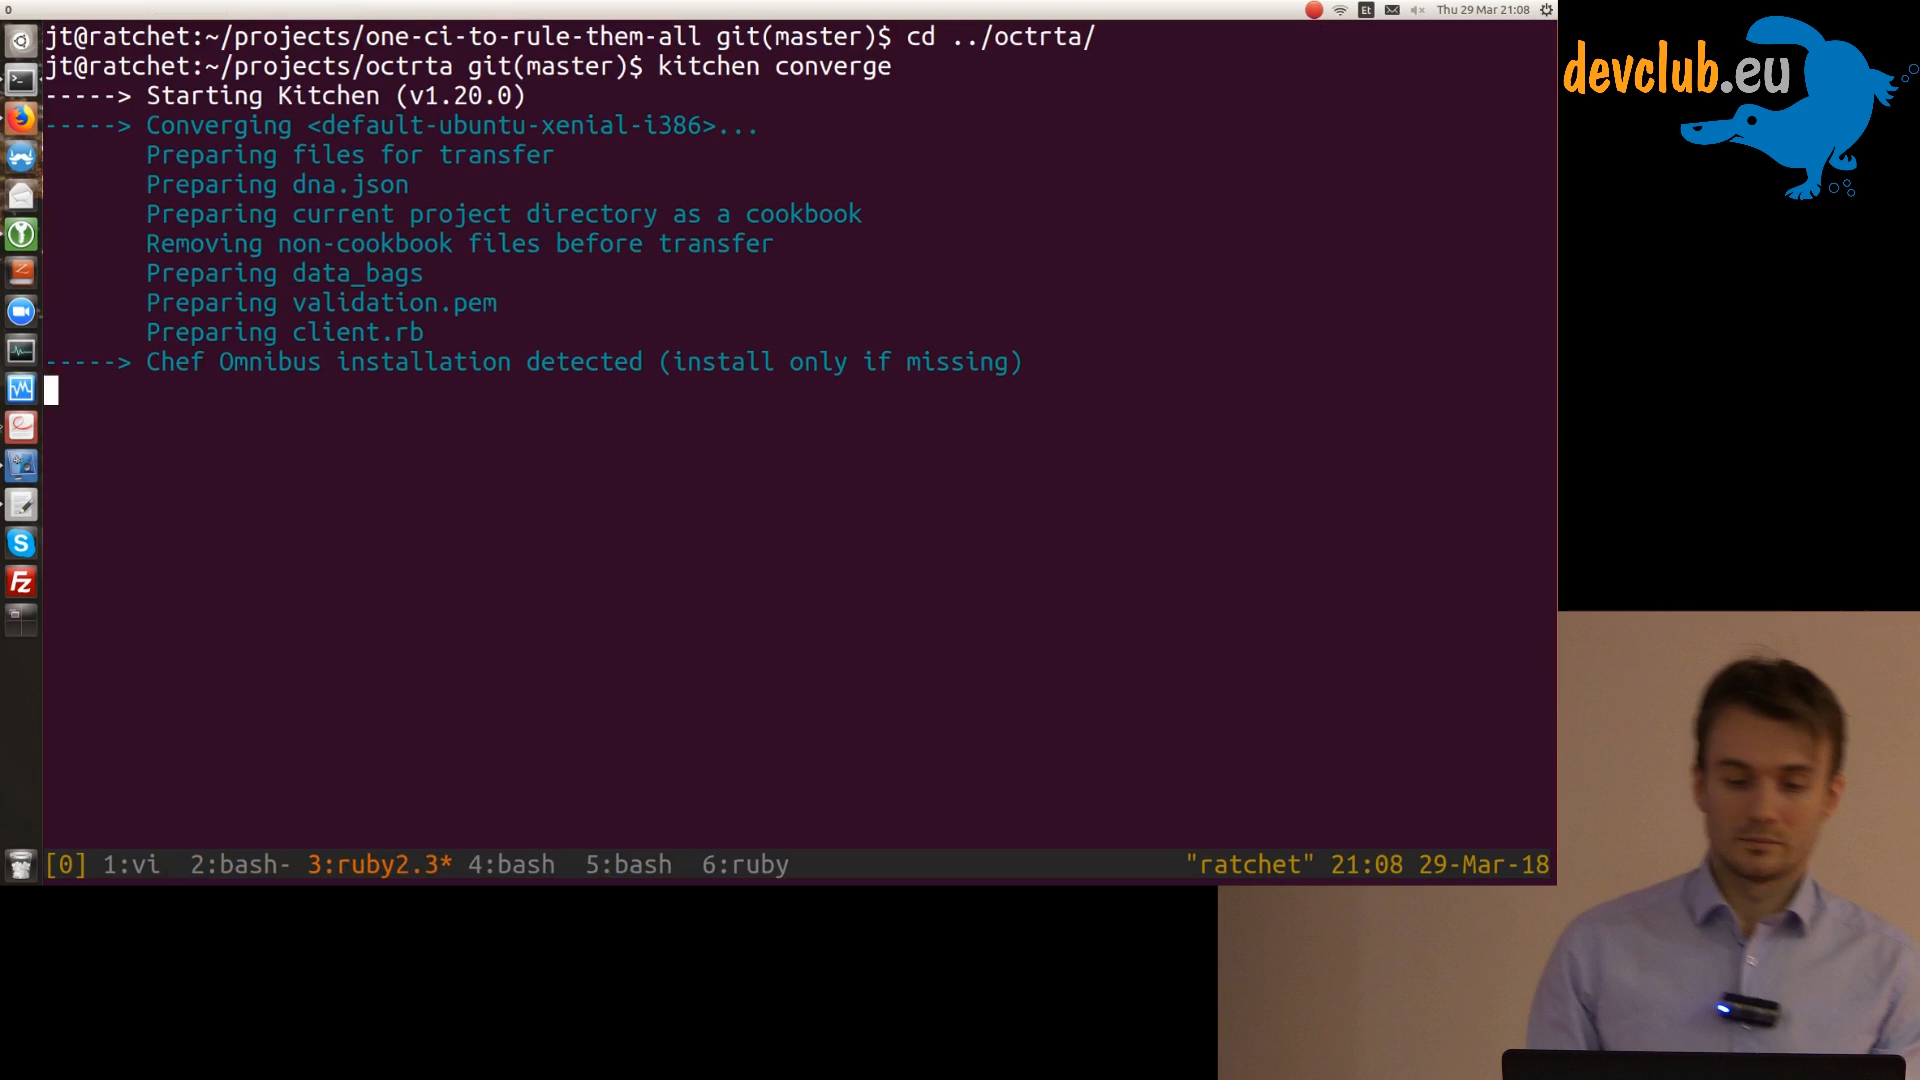 0
Et
Thu 29 Mar 21:08
jt@ratchet:~/projects/one-ci-to-rule-them-all git(master)$ cd ../octrta/
jt@ratchet:~/projects/octrta git(master)$ kitchen converge
-----> Starting Kitchen (v1.20.0)
-----> Converging <default-ubuntu-xenial-i386>...
Preparing files for transfer
Preparing dna.json
Preparing current project directory as a cookbook
Removing non-cookbook files before transfer
Preparing data_bags
Preparing validation.pem
Preparing client.rb
-----> Chef Omnibus installation detected (install only if missing)
S
Fz
[0] 1:vi  2:bash- 3:ruby2.3* 4:bash  5:bash  6:ruby
"ratchet" 21:08 29-Mar-18
devclub.eu